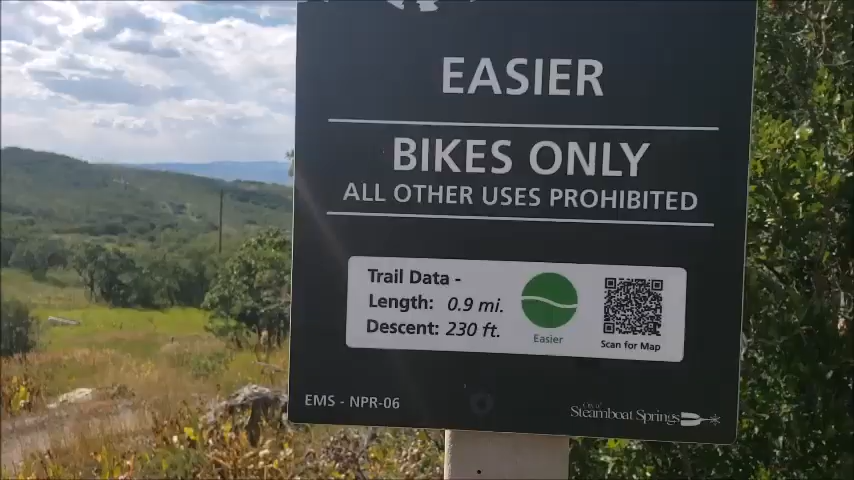 EASIER
BIKES ONLY
ALL OTHER USES PROHIBITED
Trail Data -
Length: 0.9 mi.
Descent: 230 ft.
Easier
Scan for Map
EMS - NPR-06
City of
Steamboat Springs